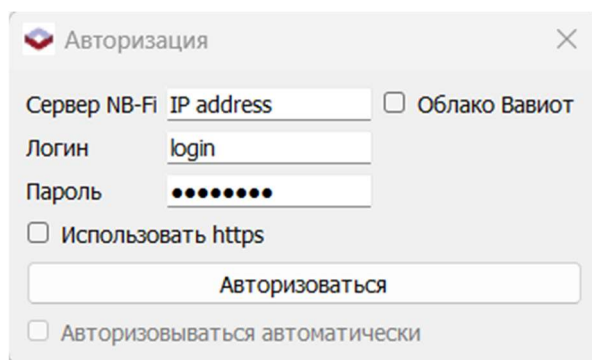 Авторизация
Сервер NB-Fi IP address Облако Вавиот
Логин login
Пароль ●●●●●●●●
Использовать https
Авторизоваться
Авторизовываться автоматически